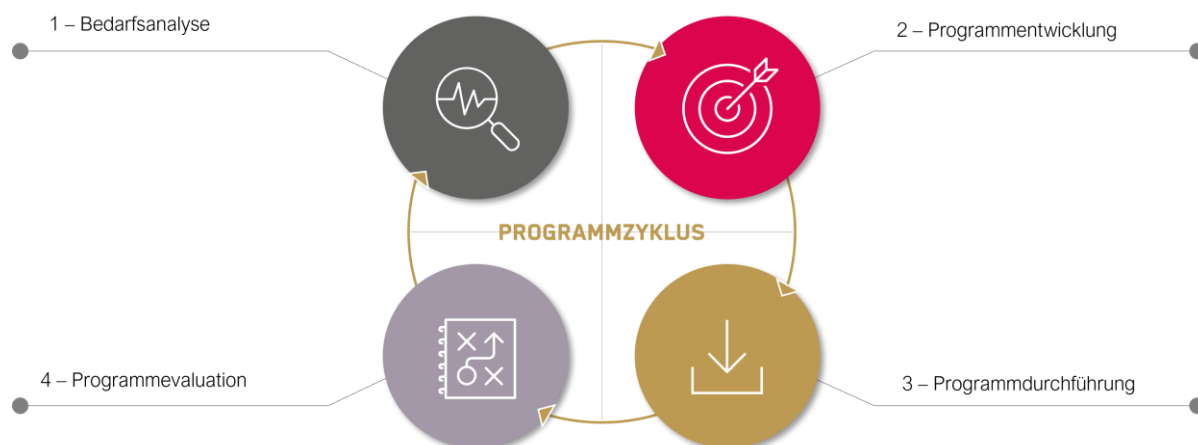 1 – Bedarfsanalyse
2 – Programmentwicklung
PROGRAMMZYKLUS
4 – Programmevaluation
3 – Programmdurchführung